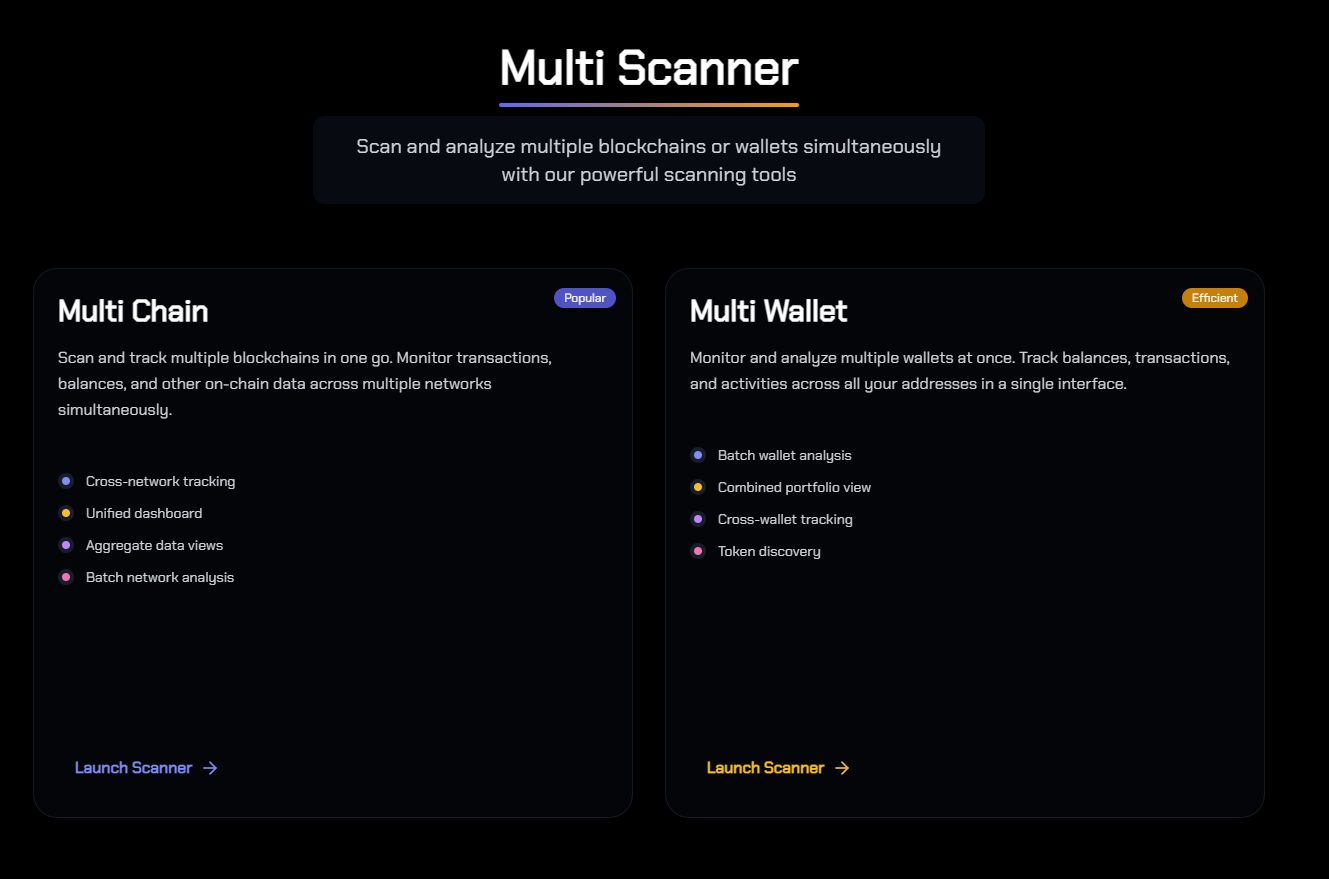 Multi Scanner
Scan and analyze multiple blockchains or wallets simultaneously
with our powerful scanning tools
Multi Chain
Popular
Scan and track multiple blockchains in one go. Monitor transactions,
balances, and other on-chain data across multiple networks
simultaneously.
Cross-network tracking
Unified dashboard
Aggregate data views
Batch network analysis
Launch Scanner →
Multi Wallet
Efficient
Monitor and analyze multiple wallets at once. Track balances, transactions,
and activities across all your addresses in a single interface.
Batch wallet analysis
Combined portfolio view
Cross-wallet tracking
Token discovery
Launch Scanner →